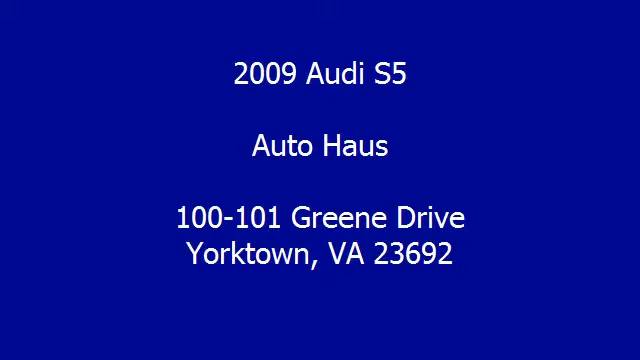 2009 Audi S5
Auto Haus
100-101 Greene Drive
Yorktown, VA 23692